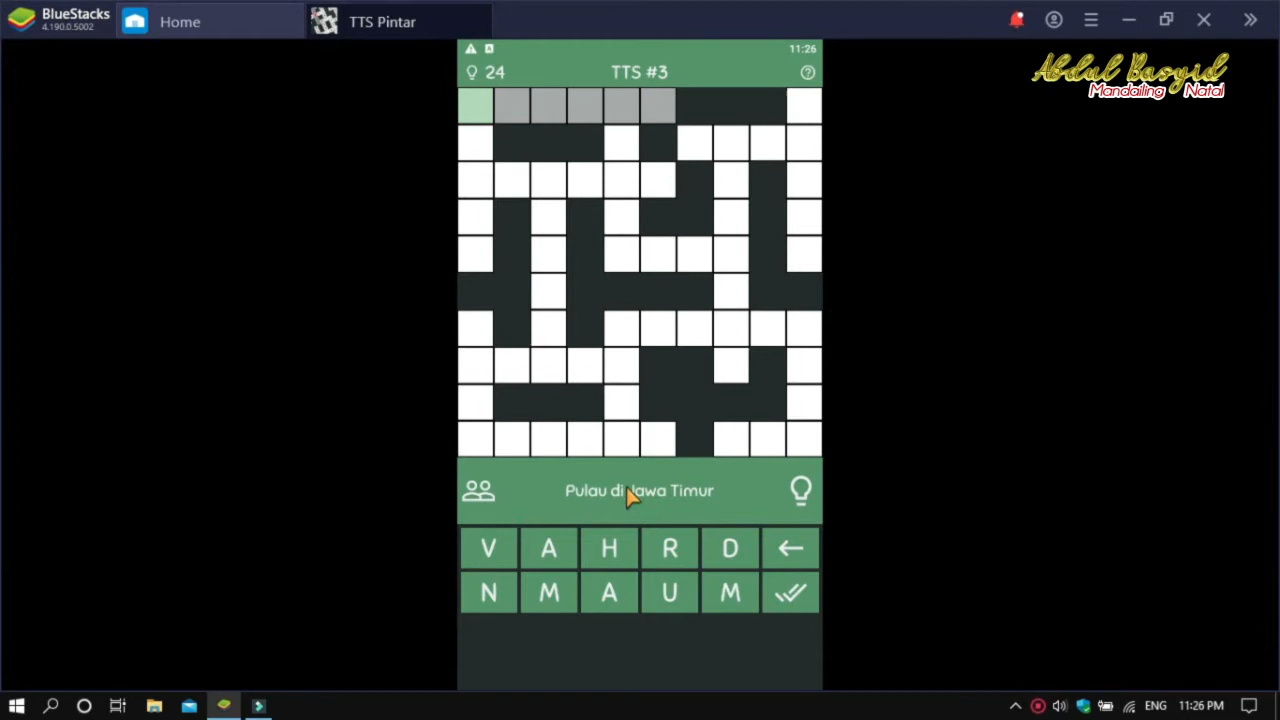 BlueStacks
4.190.0.5002
Home
TTS Pintar
Abdul Basyid
Mandailing Natal
11:26
24
TTS #3
Pulau di Jawa Timur
V A H R D
N M A U M
ENG
11:26 PM